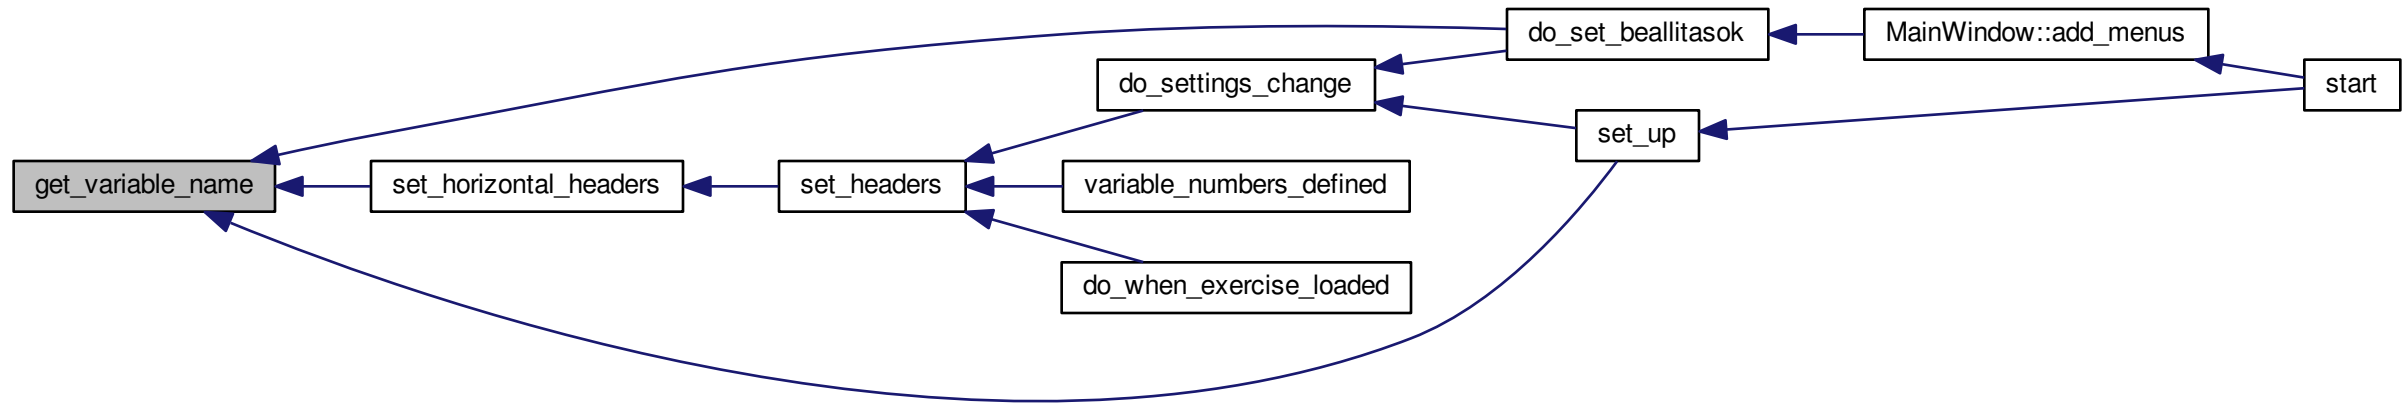 do_set_beallitasok
MainWindow::add_menus
do_settings_change
start
set_up
get_variable_name
set_horizontal_headers
set_headers
variable_numbers_defined
do_when_exercise_loaded